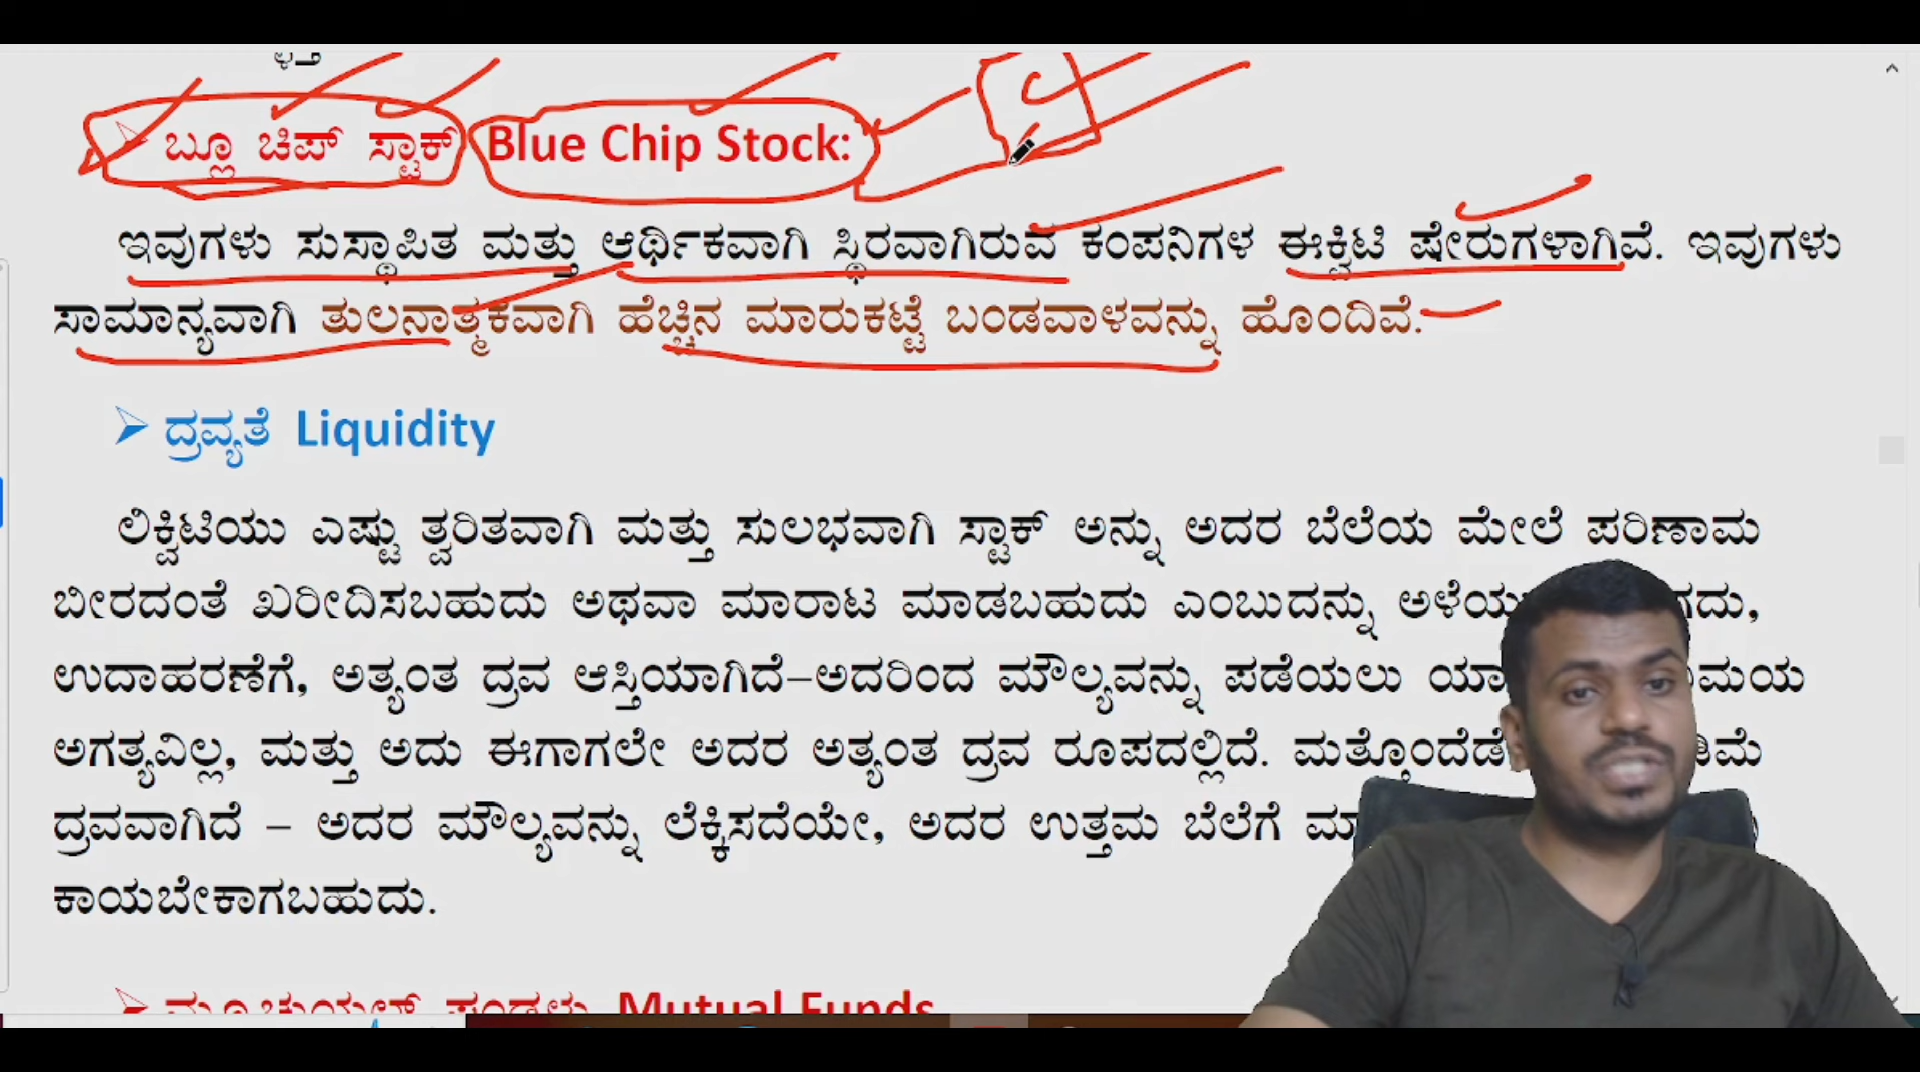 ಬ್ಲೂ ಚಿಪ್ ಸ್ಟಾಕ್ Blue Chip Stock:
ಇವುಗಳು ಸುಸ್ಥಾಪಿತ ಮತ್ತು ಆರ್ಥಿಕವಾಗಿ ಸ್ಥಿರವಾಗಿರುವ ಕಂಪನಿಗಳ ಈಕ್ವಿಟಿ ಷೇರುಗಳಾಗಿವೆ. ಇವುಗಳು
ಸಾಮಾನ್ಯವಾಗಿ ತುಲನಾತ್ಮಕವಾಗಿ ಹೆಚ್ಚಿನ ಮಾರುಕಟ್ಟೆ ಬಂಡವಾಳವನ್ನು ಹೊಂದಿವೆ.
ದ್ರವ್ಯತೆ Liquidity
ಲಿಕ್ವಿಟಿಯು ಎಷ್ಟು ತ್ವರಿತವಾಗಿ ಮತ್ತು ಸುಲಭವಾಗಿ ಸ್ಟಾಕ್ ಅನ್ನು ಅದರ ಬೆಲೆಯ ಮೇಲೆ ಪರಿಣಾಮ
ಬೀರದಂತೆ ಖರೀದಿಸಬಹುದು ಅಥವಾ ಮಾರಾಟ ಮಾಡಬಹುದು ಎಂಬುದನ್ನು
ಉದಾಹರಣೆಗೆ, ಅತ್ಯಂತ ದ್ರವ ಆಸ್ತಿಯಾಗಿದೆ–ಅದರಿಂದ ಮೌಲ್ಯವನ್ನು ಪಡೆಯಲು
ಅಗತ್ಯವಿಲ್ಲ, ಮತ್ತು ಅದು ಈಗಾಗಲೇ ಅದರ ಅತ್ಯಂತ ದ್ರವ ರೂಪದಲ್ಲಿದೆ.
ದ್ರವವಾಗಿದೆ – ಅದರ ಮೌಲ್ಯವನ್ನು ಲೆಕ್ಕಿಸದೆಯೇ, ಅದರ ಉತ್ತಮ ಬೆಲೆಗೆ
ಕಾಯಬೇಕಾಗಬಹುದು.
ಮ್ಯೂಚುಯಲ್ ಫಂಡ್ಗಳು Mutual Funds